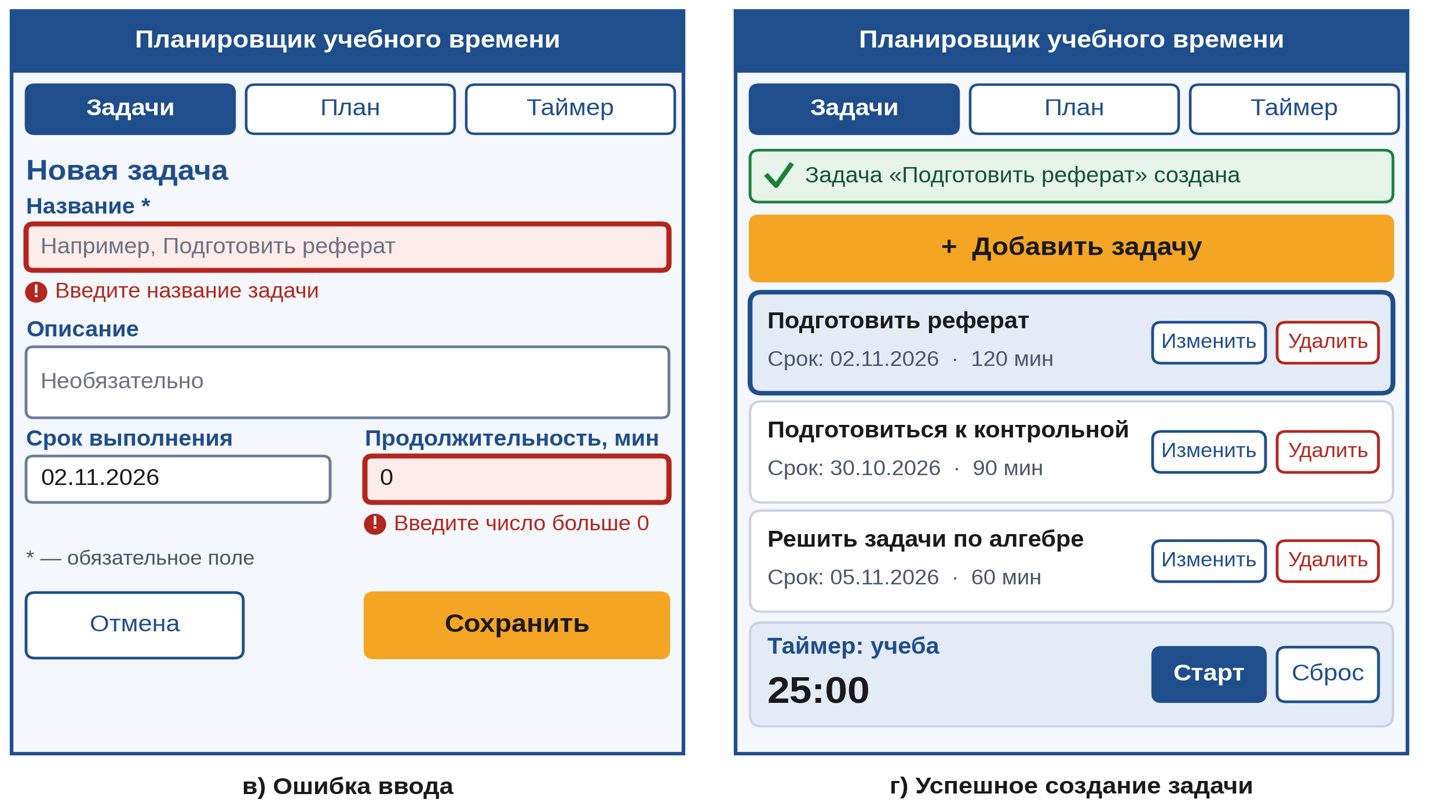 Планировщик учебного времени
Задачи
План
Таймер
Новая задача
Название *
Например, Подготовить реферат
! Введите название задачи
Описание
Необязательно
Срок выполнения
Продолжительность, мин
02.11.2026
0
! Введите число больше 0
* — обязательное поле
Отмена
Сохранить
в) Ошибка ввода
Планировщик учебного времени
Задачи
План
Таймер
Задача «Подготовить реферат» создана
+ Добавить задачу
Подготовить реферат
Срок: 02.11.2026 · 120 мин
Изменить
Удалить
Подготовиться к контрольной
Срок: 30.10.2026 · 90 мин
Изменить
Удалить
Решить задачи по алгебре
Срок: 05.11.2026 · 60 мин
Изменить
Удалить
Таймер: учеба
25:00
Старт
Сброс
г) Успешное создание задачи